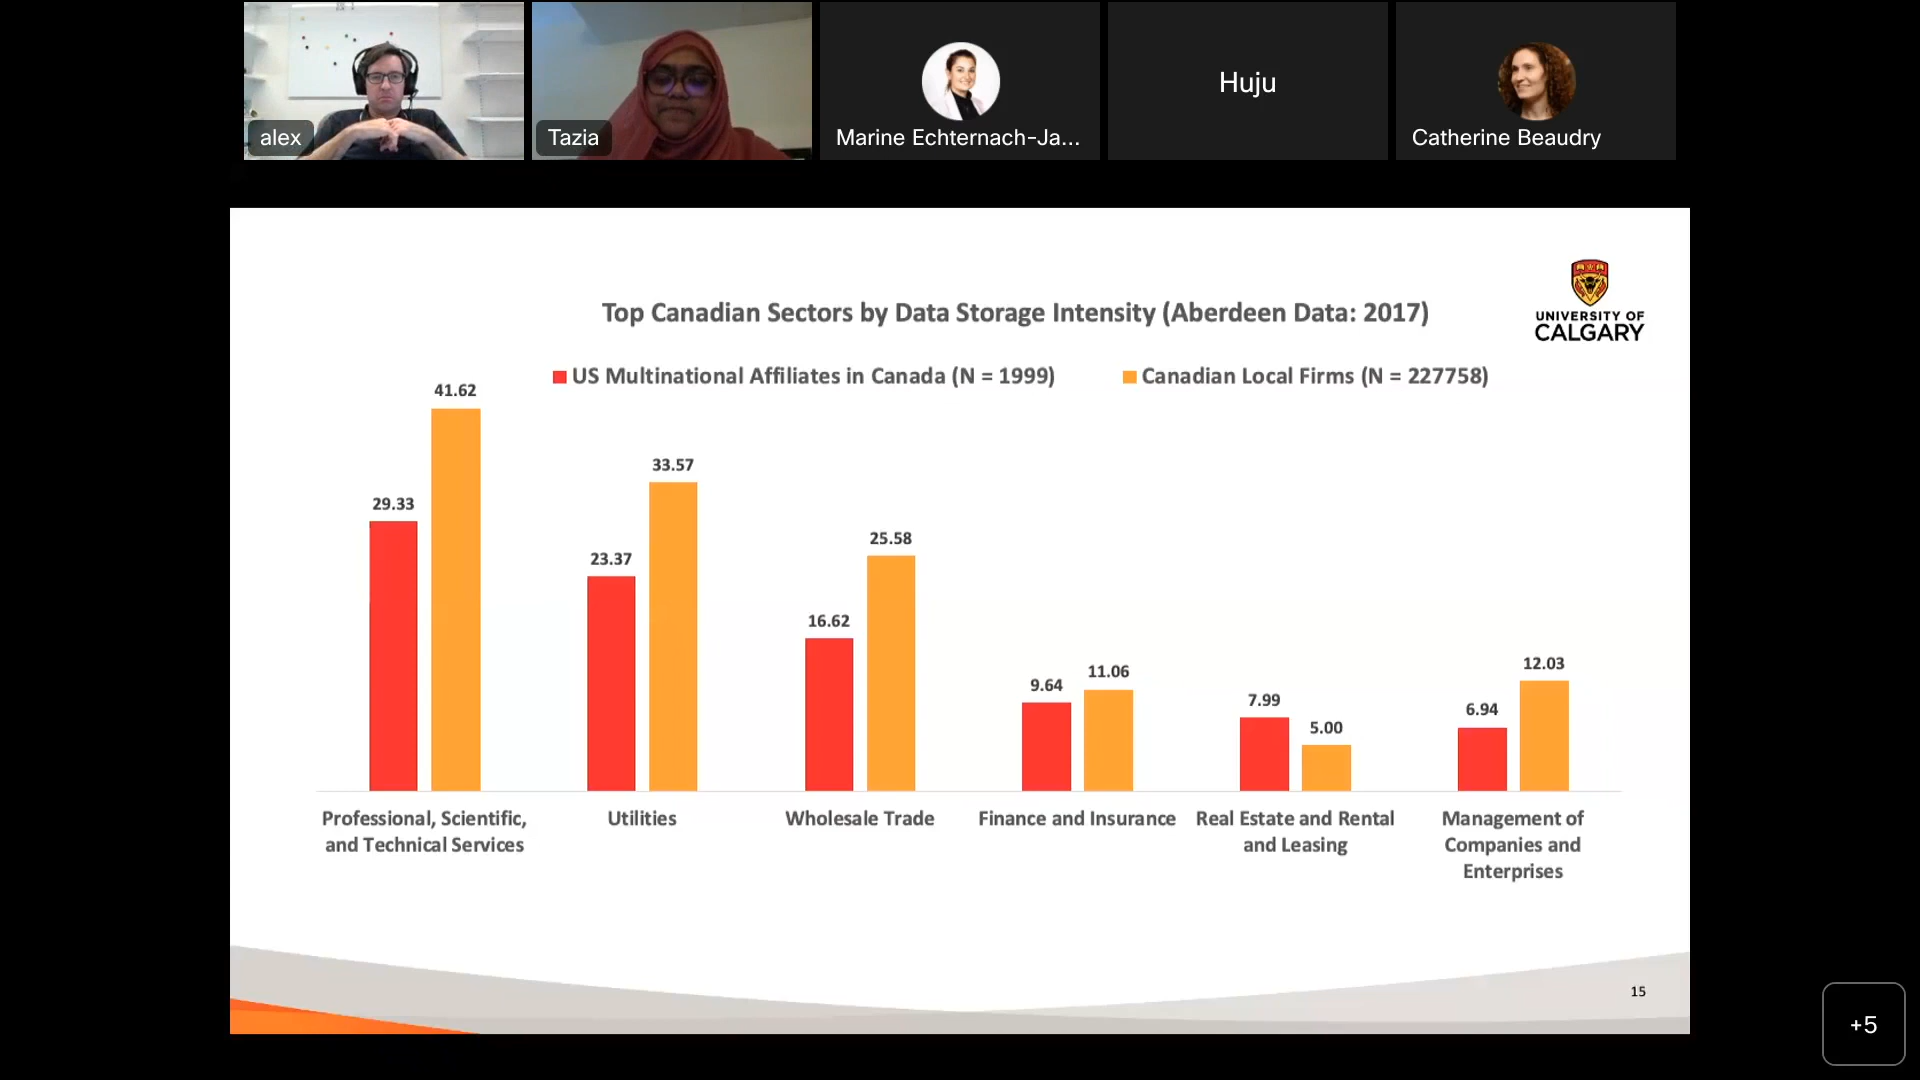 alex
Tazia
Marine Echternach-Ja...
Huju
Catherine Beaudry
UNIVERSITY OF
CALGARY
Top Canadian Sectors by Data Storage Intensity (Aberdeen Data: 2017)
US Multinational Affiliates in Canada (N = 1999)
Canadian Local Firms (N = 227758)
29.33
41.62
23.37
33.57
16.62
25.58
9.64
11.06
7.99
5.00
6.94
12.03
Professional, Scientific,
and Technical Services
Utilities
Wholesale Trade
Finance and Insurance
Real Estate and Rental
and Leasing
Management of
Companies and
Enterprises
15
+5